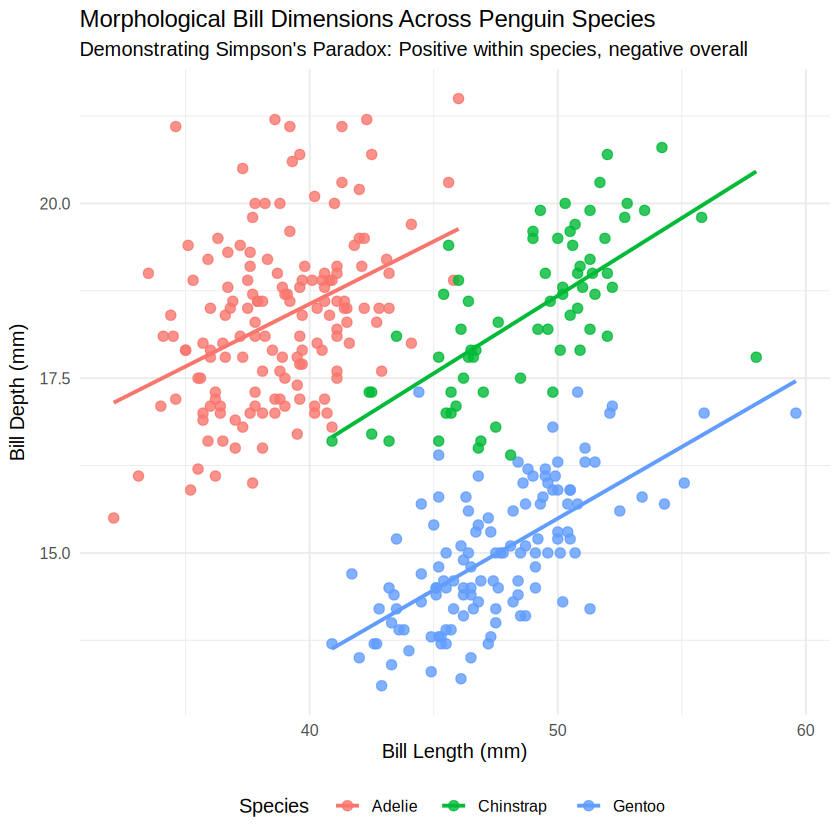 Morphological Bill Dimensions Across Penguin Species
Demonstrating Simpson's Paradox: Positive within species, negative overall
Bill Depth (mm)
20.0
17.5
15.0
40 50 60
Bill Length (mm)
Species Adelie Chinstrap Gentoo